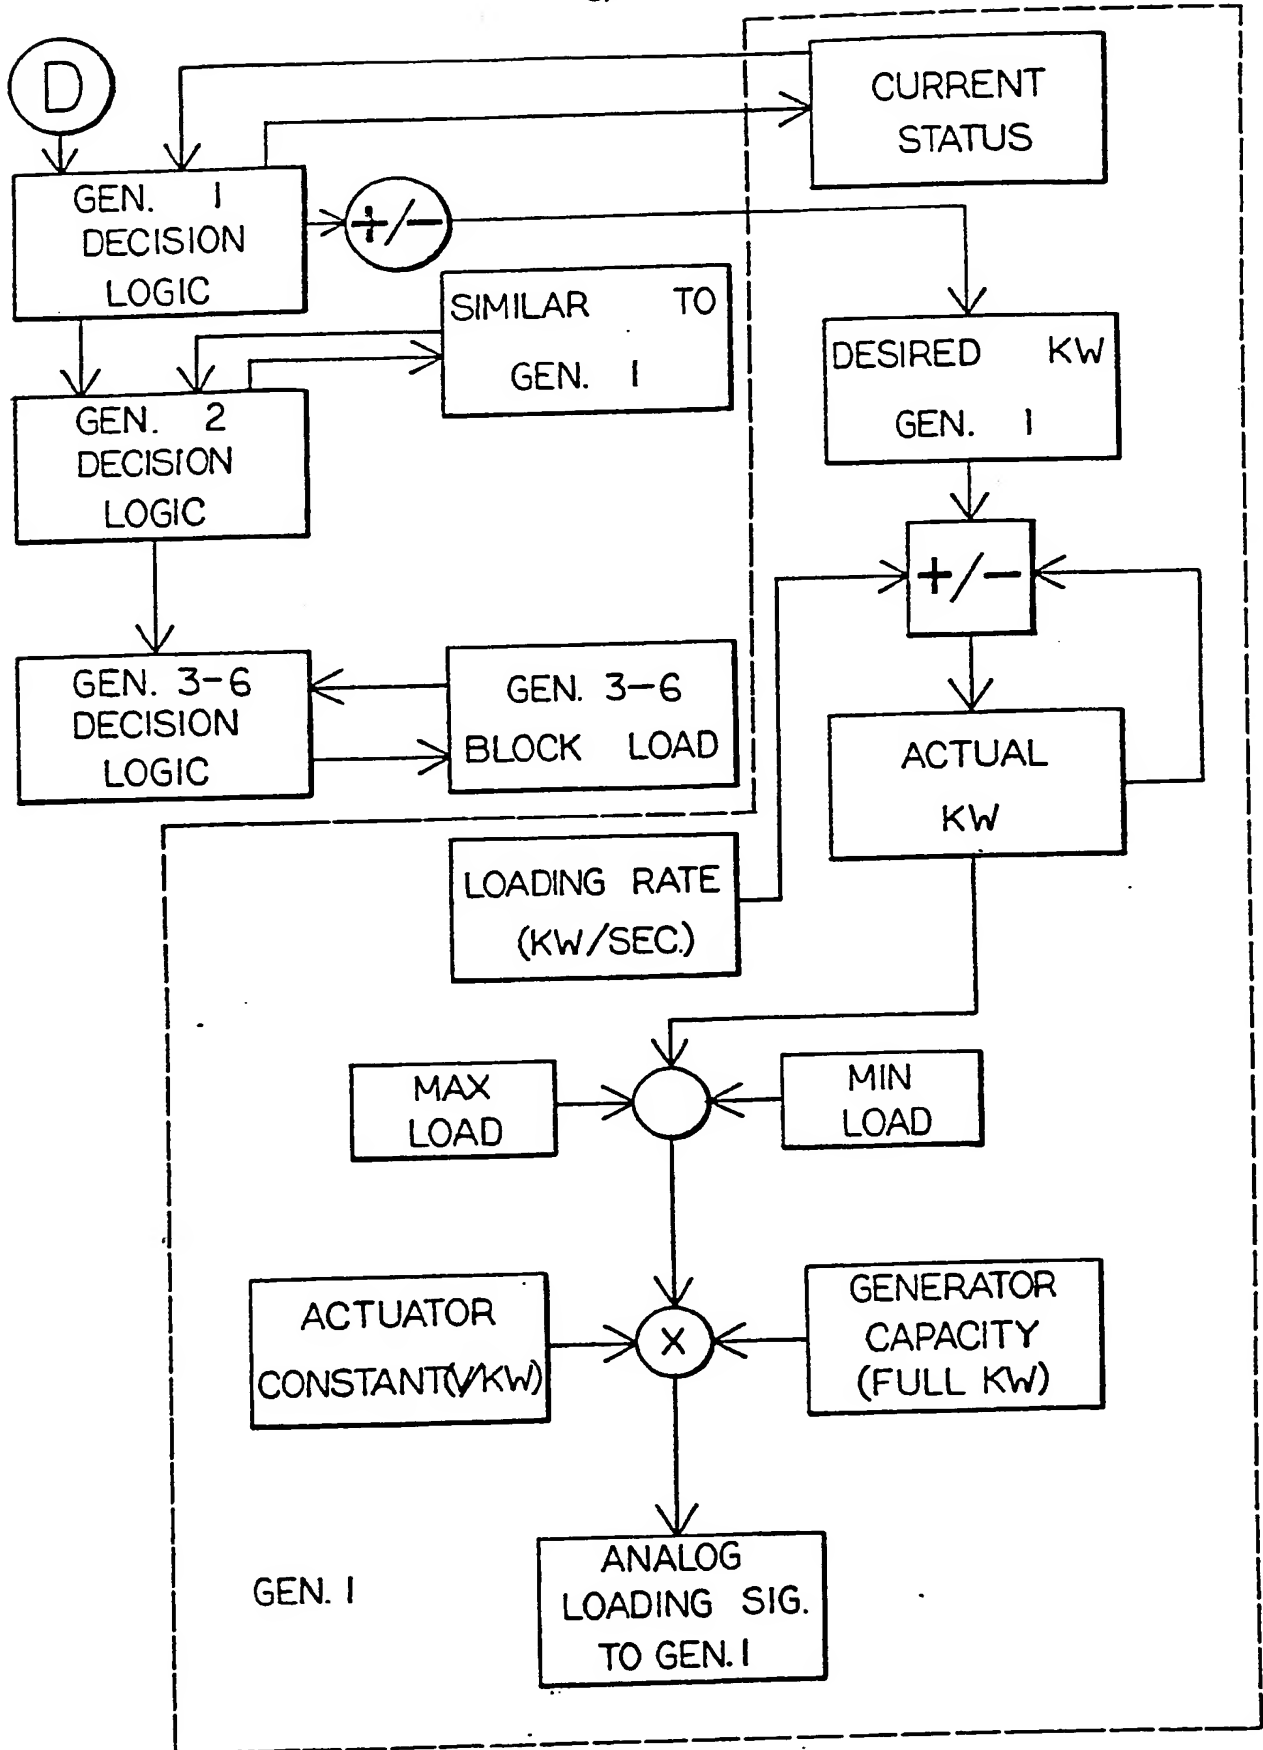 D
CURRENT
STATUS
GEN. 1
DECISION
LOGIC
+/-
SIMILAR TO
GEN. 1
DESIRED KW
GEN. 1
GEN. 2
DECISION
LOGIC
+/-
GEN. 3-6
DECISION
LOGIC
GEN. 3-6
BLOCK LOAD
ACTUAL
KW
LOADING RATE
(KW/SEC.)
MAX
LOAD
MIN
LOAD
ACTUATOR
CONSTANT(V/KW)
X
GENERATOR
CAPACITY
(FULL KW)
ANALOG
LOADING SIG.
TO GEN. 1
GEN. 1